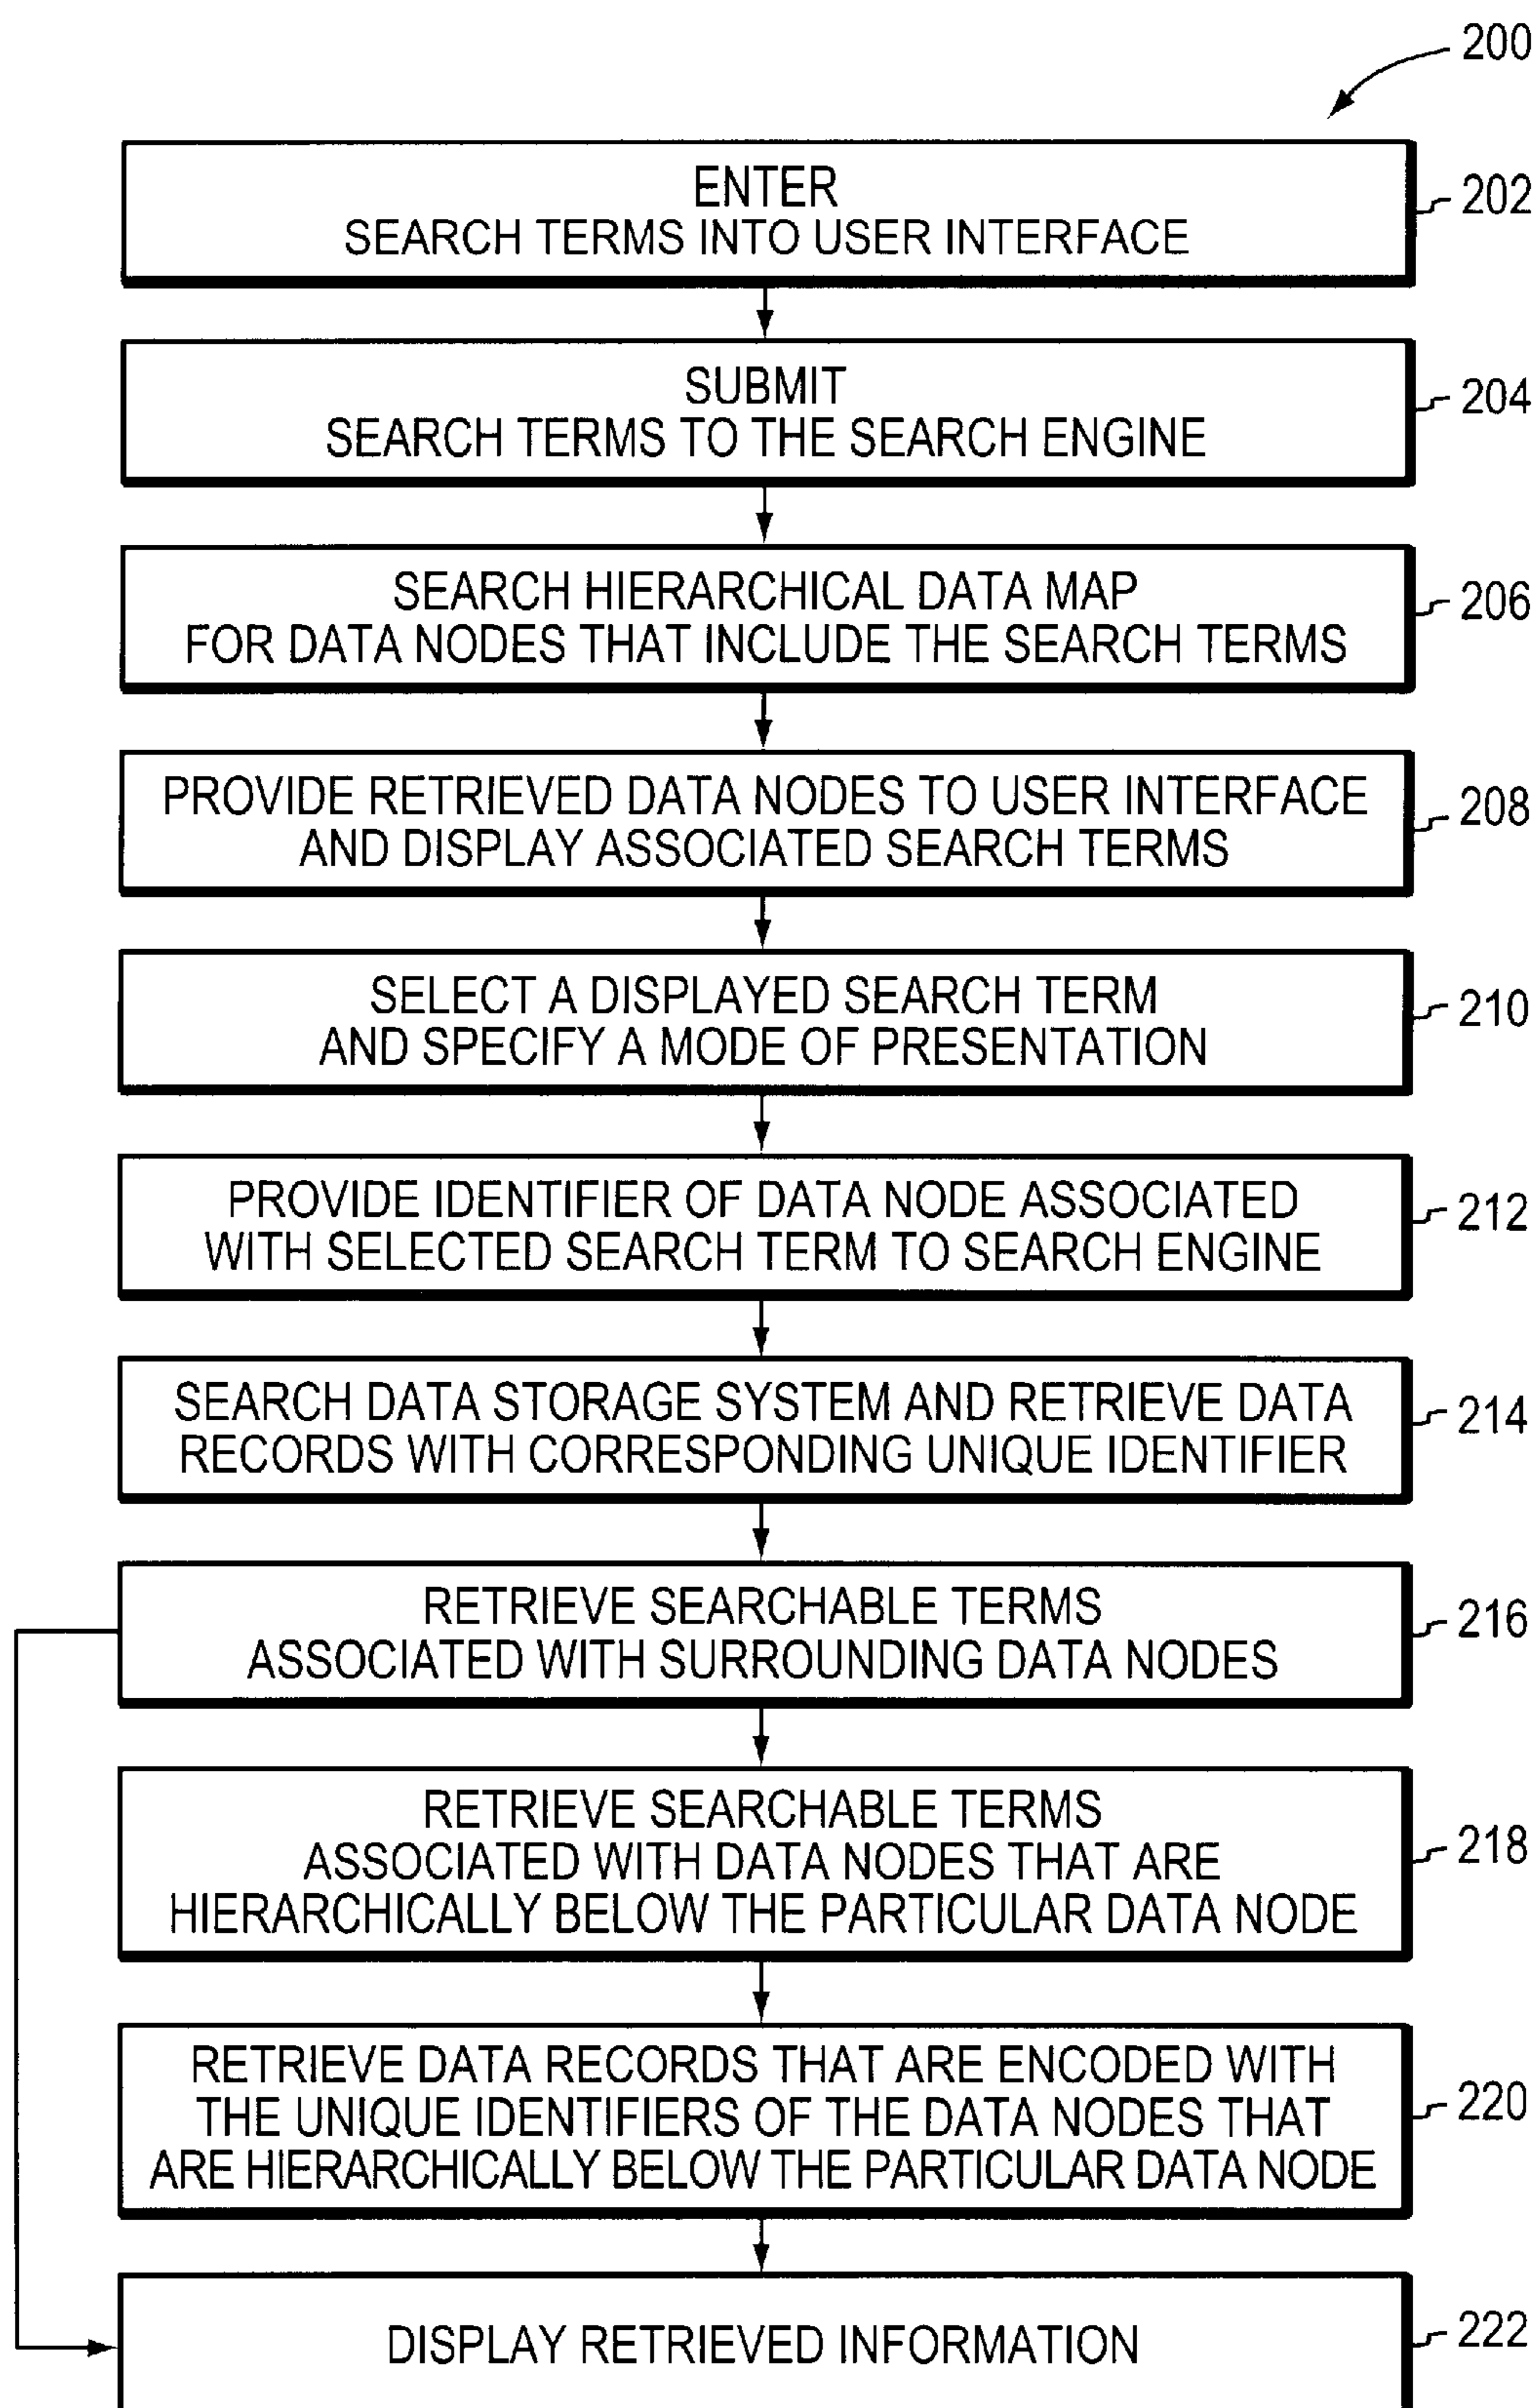 200
ENTER
SEARCH TERMS INTO USER INTERFACE
202
SUBMIT
SEARCH TERMS TO THE SEARCH ENGINE
204
SEARCH HIERARCHICAL DATA MAP
FOR DATA NODES THAT INCLUDE THE SEARCH TERMS
206
PROVIDE RETRIEVED DATA NODES TO USER INTERFACE
AND DISPLAY ASSOCIATED SEARCH TERMS
208
SELECT A DISPLAYED SEARCH TERM
AND SPECIFY A MODE OF PRESENTATION
210
PROVIDE IDENTIFIER OF DATA NODE ASSOCIATED
WITH SELECTED SEARCH TERM TO SEARCH ENGINE
212
SEARCH DATA STORAGE SYSTEM AND RETRIEVE DATA
RECORDS WITH CORRESPONDING UNIQUE IDENTIFIER
214
RETRIEVE SEARCHABLE TERMS
ASSOCIATED WITH SURROUNDING DATA NODES
216
RETRIEVE SEARCHABLE TERMS
ASSOCIATED WITH DATA NODES THAT ARE
HIERARCHICALLY BELOW THE PARTICULAR DATA NODE
218
RETRIEVE DATA RECORDS THAT ARE ENCODED WITH
THE UNIQUE IDENTIFIERS OF THE DATA NODES THAT
ARE HIERARCHICALLY BELOW THE PARTICULAR DATA NODE
220
DISPLAY RETRIEVED INFORMATION
222